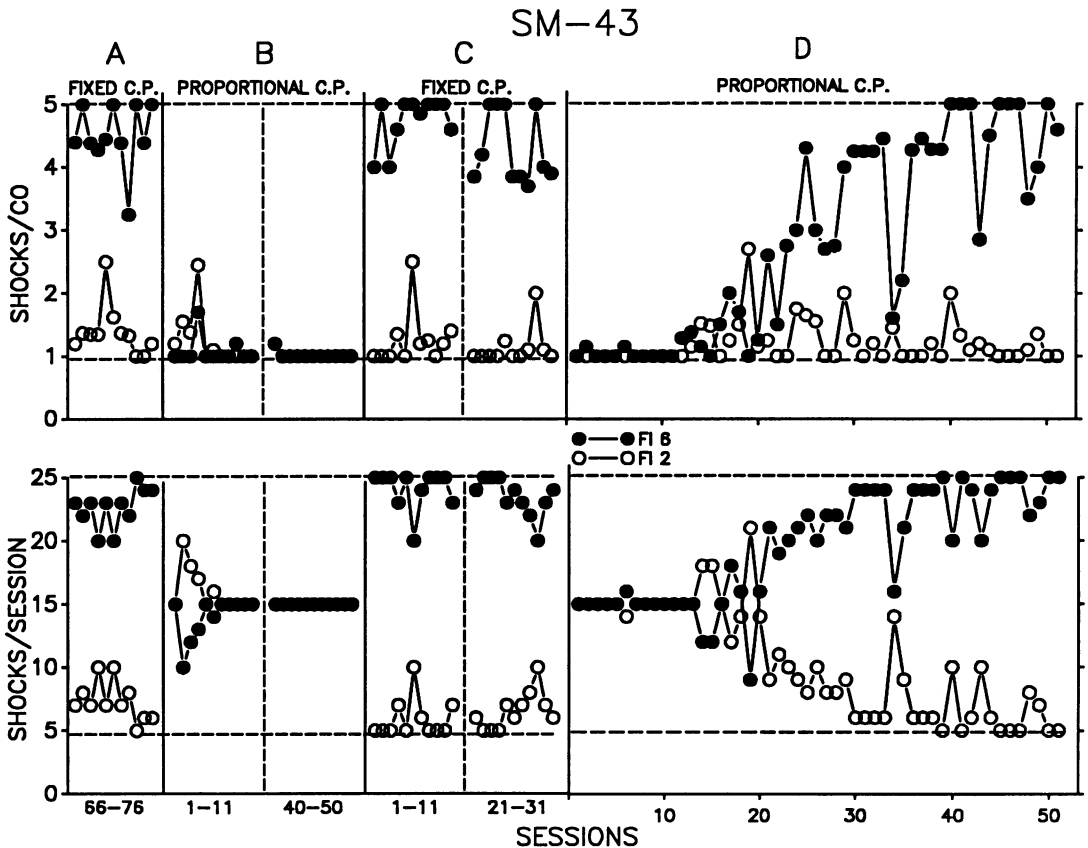 SM-43
A B C D
FIXED C.P. PROPORTIONAL C.P. FIXED C.P. PROPORTIONAL C.P.
SHOCKS/CO
5
4
3
2
1
0
FI 6
FI 2
SHOCKS/SESSION
25
20
15
10
5
0
66-76 1-11 40-50 1-11 21-31 10 20 30 40 50
SESSIONS